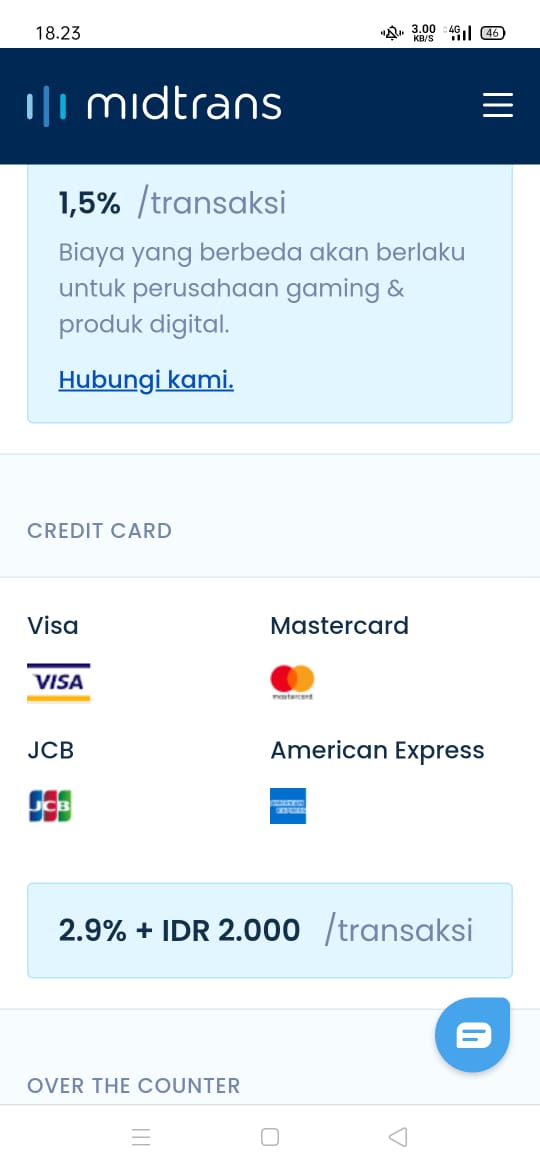 18.23
3.00 KB/S 4G 46
midtrans
1,5% /transaksi
Biaya yang berbeda akan berlaku
untuk perusahaan gaming &
produk digital.
Hubungi kami.
CREDIT CARD
Visa Mastercard
VISA mastercard
JCB American Express
JCB AMERICAN EXPRESS
2.9% + IDR 2.000 /transaksi
OVER THE COUNTER